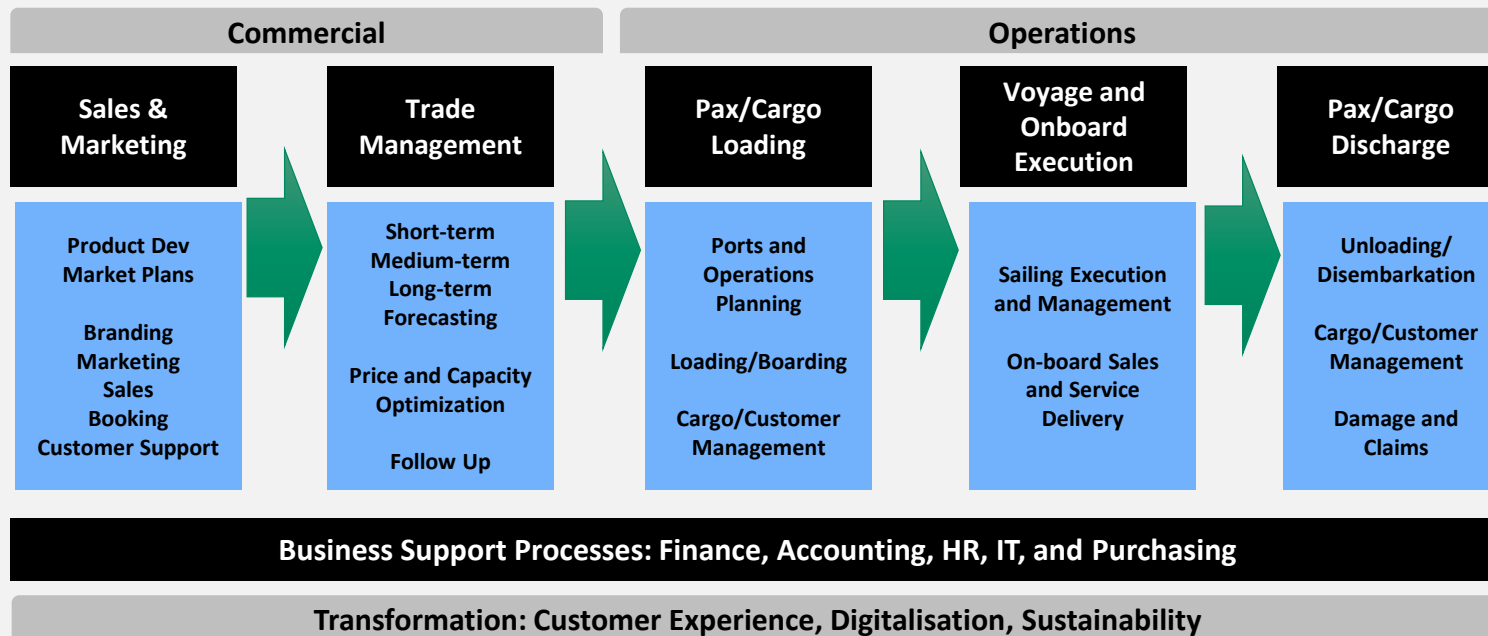 Commercial
Operations
Sales &
Marketing
Trade
Management
Pax/Cargo
Loading
Voyage and
Onboard
Execution
Pax/Cargo
Discharge
Product Dev
Market Plans
Branding
Marketing
Sales
Booking
Customer Support
Short-term
Medium-term
Long-term
Forecasting
Price and Capacity
Optimization
Follow Up
Ports and
Operations
Planning
Loading/Boarding
Cargo/Customer
Management
Sailing Execution
and Management
On-board Sales
and Service
Delivery
Unloading/
Disembarkation
Cargo/Customer
Management
Damage and
Claims
Business Support Processes: Finance, Accounting, HR, IT, and Purchasing
Transformation: Customer Experience, Digitalisation, Sustainability